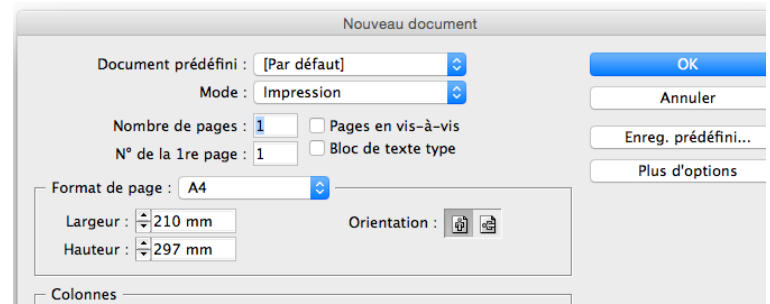 Nouveau document
Document prédéfini : [Par défaut]
OK
Mode : Impression
Annuler
Nombre de pages : 1 Pages en vis-à-vis
Enreg. prédéfini...
N° de la 1re page : 1 Bloc de texte type
Plus d'options
Format de page : A4
Largeur : 210 mm Orientation :
Hauteur : 297 mm
Colonnes